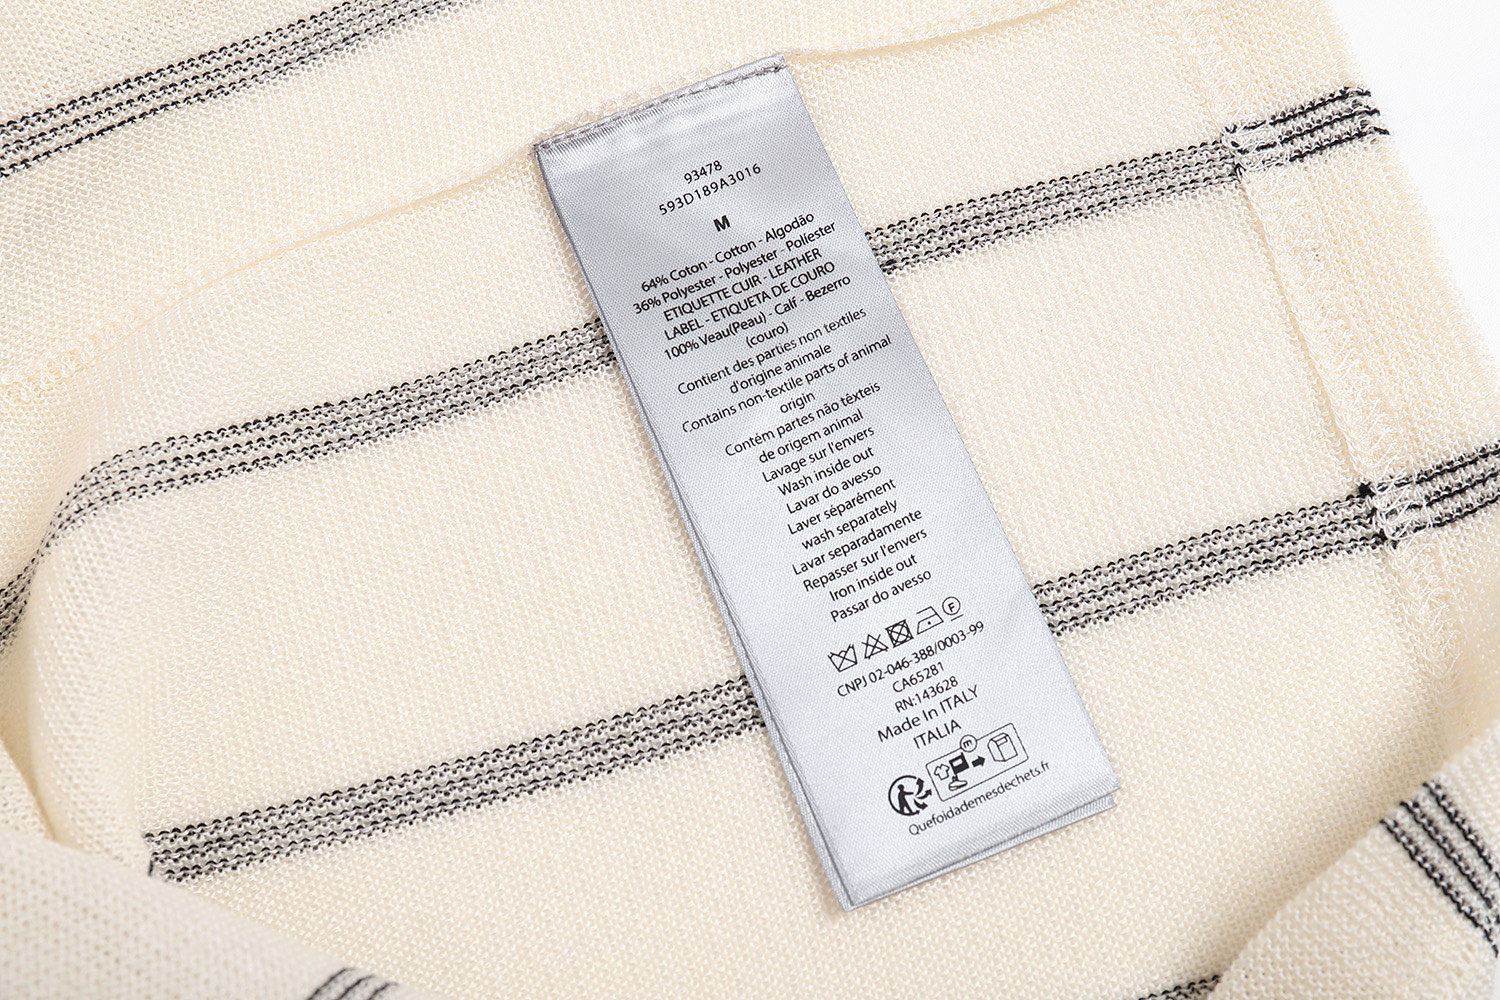 93478
593D189A3016
M
64% Coton - Cotton - Algodão
36% Polyester - Polyester - Poliester
ETIQUETTE CUIR - LEATHER
LABEL - ETIQUETA DE COURO
100% Veau(Peau) - Calf - Bezerro
(couro)
Contient des parties non textiles
d'origine animale
Contains non-textile parts of animal
origin
Contém partes não têxteis
de origem animal
Lavage sur l'envers
Wash inside out
Lavar do avesso
Laver séparément
wash separately
Lavar separadamente
Repasser sur l'envers
Iron inside out
Passar do avesso
F
CNPJ 02-046-388/0003-99
CA65281
RN:143628
Made In ITALY
ITALIA
m
Quefoidademesdechets.fr